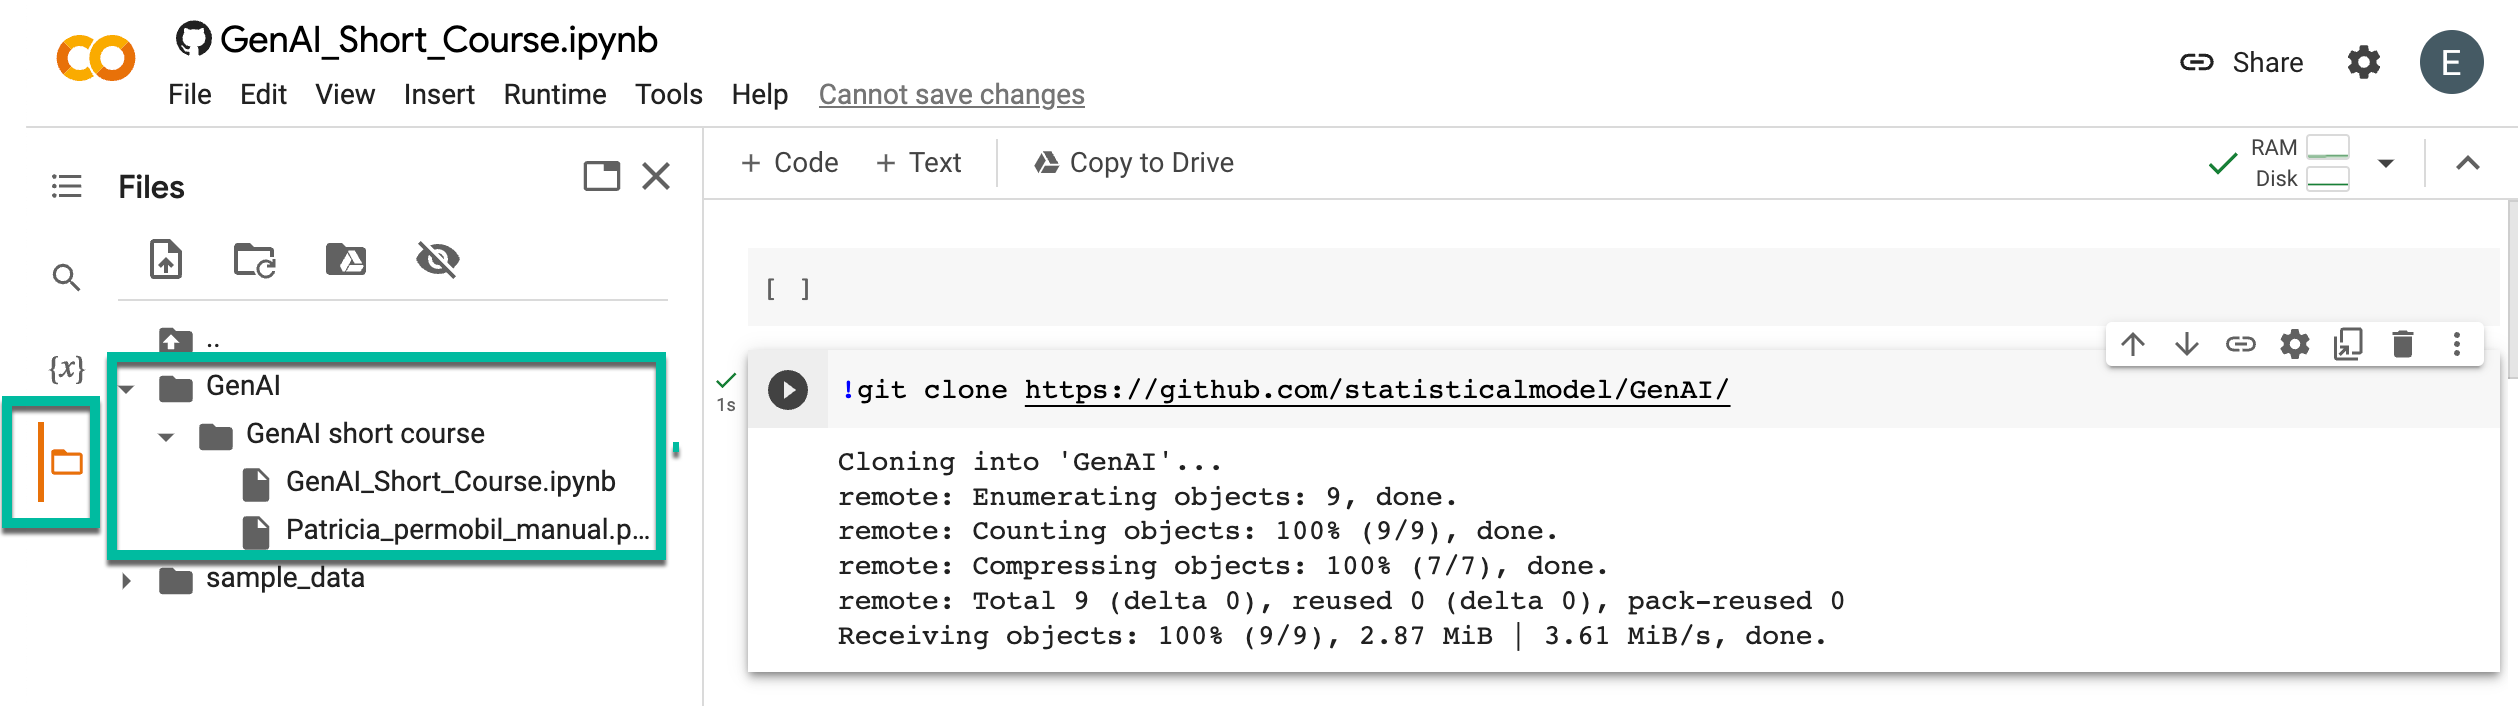 GenAI_Short_Course.ipynb
File Edit View Insert Runtime Tools Help Cannot save changes
Share
E
Files
+ Code + Text Copy to Drive
RAM
Disk
..
GenAI
GenAI short course
GenAI_Short_Course.ipynb
Patricia_permobil_manual.p...
sample_data
{x}
[ ]
1s
!git clone https://github.com/statisticalmodel/GenAI/
Cloning into 'GenAI'...
remote: Enumerating objects: 9, done.
remote: Counting objects: 100% (9/9), done.
remote: Compressing objects: 100% (7/7), done.
remote: Total 9 (delta 0), reused 0 (delta 0), pack-reused 0
Receiving objects: 100% (9/9), 2.87 MiB | 3.61 MiB/s, done.